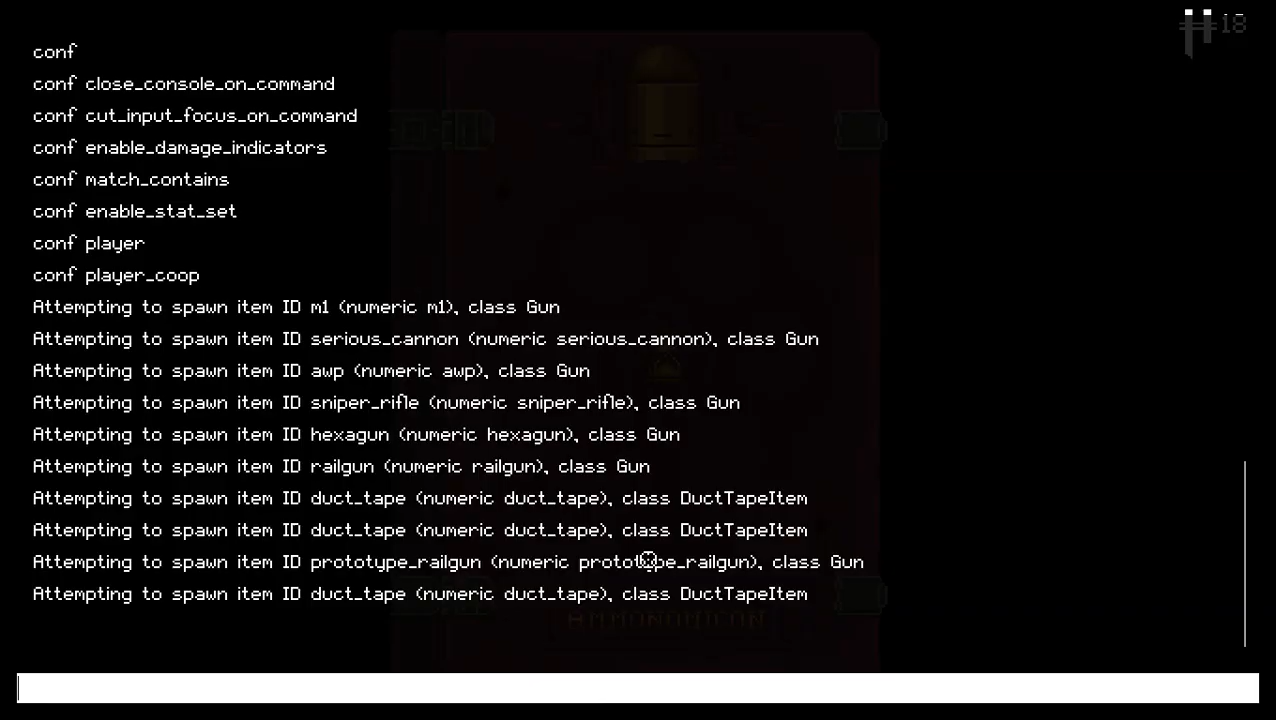 18
conf
conf close_console_on_command
conf cut_input_focus_on_command
conf enable_damage_indicators
conf match_contains
conf enable_stat_set
conf player
conf player_coop
Attempting to spawn item ID m1 (numeric m1), class Gun
Attempting to spawn item ID serious_cannon (numeric serious_cannon), class Gun
Attempting to spawn item ID awp (numeric awp), class Gun
Attempting to spawn item ID sniper_rifle (numeric sniper_rifle), class Gun
Attempting to spawn item ID hexagun (numeric hexagun), class Gun
Attempting to spawn item ID railgun (numeric railgun), class Gun
Attempting to spawn item ID duct_tape (numeric duct_tape), class DuctTapeItem
Attempting to spawn item ID duct_tape (numeric duct_tape), class DuctTapeItem
Attempting to spawn item ID prototype_railgun (numeric prototype_railgun), class Gun
Attempting to spawn item ID duct_tape (numeric duct_tape), class DuctTapeItem
AMMONOMICON